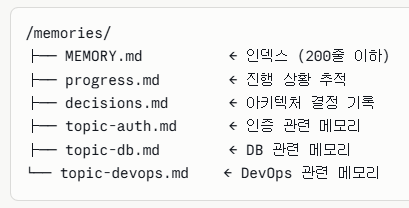 /memories/
├── MEMORY.md ← 인덱스 (200줄 이하)
├── progress.md ← 진행 상황 추적
├── decisions.md ← 아키텍처 결정 기록
├── topic-auth.md ← 인증 관련 메모리
├── topic-db.md ← DB 관련 메모리
└── topic-devops.md ← DevOps 관련 메모리